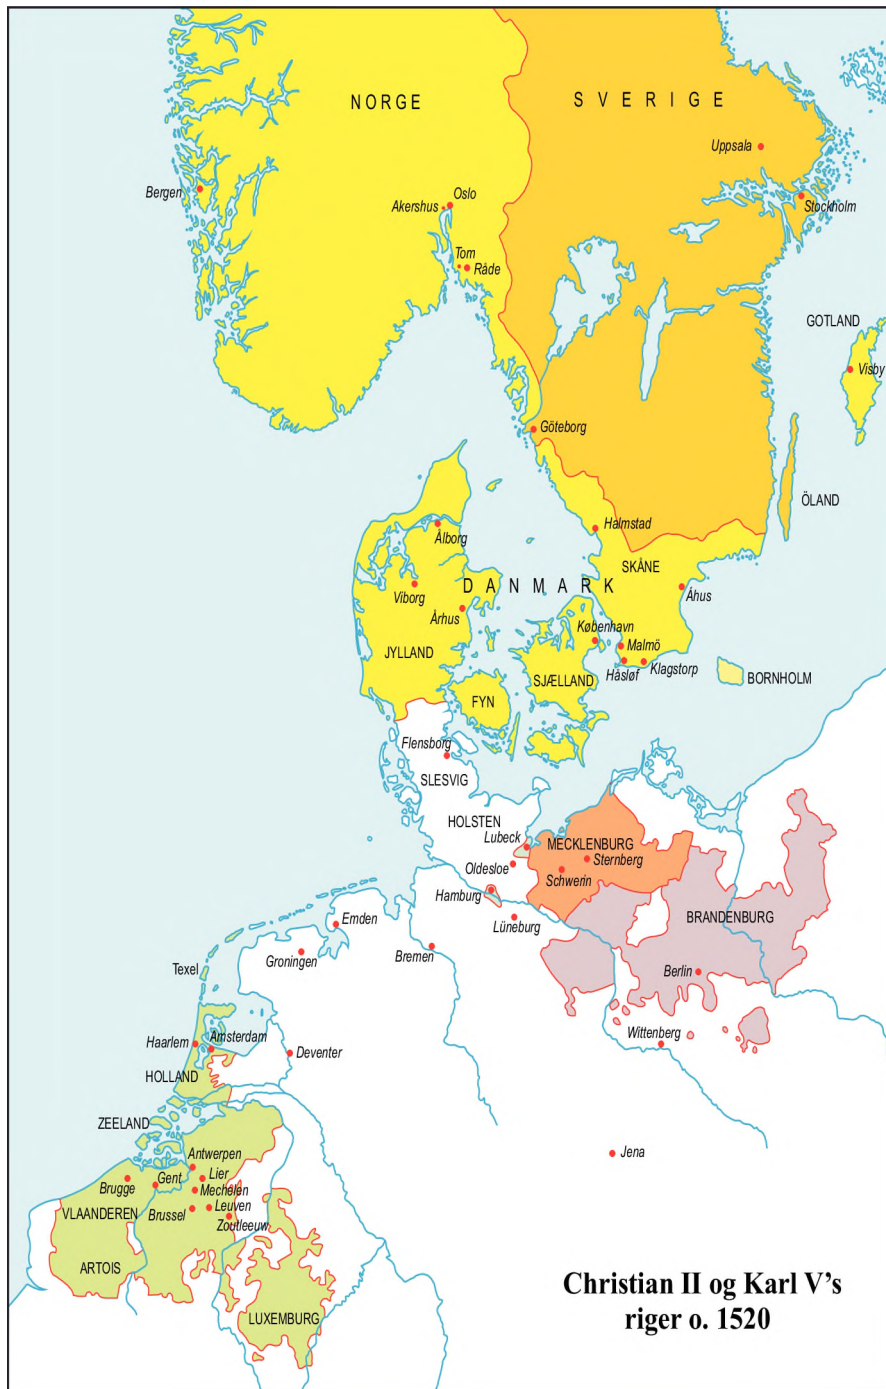 NORGE
SVERIGE
Uppsala
Bergen
Oslo
Akershus
Stockholm
Tom
Råde
GOTLAND
Visby
Göteborg
ÖLAND
Halmstad
Ålborg
SKÅNE
DANMARK
Viborg
Åhus
Århus
København
Malmö
JYLLAND
Håsløf
Klagstorp
SJÆLLAND
BORNHOLM
FYN
Flensborg
SLESVIG
HOLSTEN
Lubeck
MECKLENBURG
Sternberg
Oldesloe
Schwerin
Hamburg
BRANDENBURG
Emden
Lüneburg
Groningen
Bremen
Texel
Berlin
Haarlem
Amsterdam
Wittenberg
Deventer
HOLLAND
ZEELAND
Antwerpen
Jena
Brugge
Gent
Lier
Mechelen
VLAANDEREN
Brussel
Leuven
Zoutleeuw
ARTOIS
LUXEMBURG
Christian II og Karl V’s
riger o. 1520